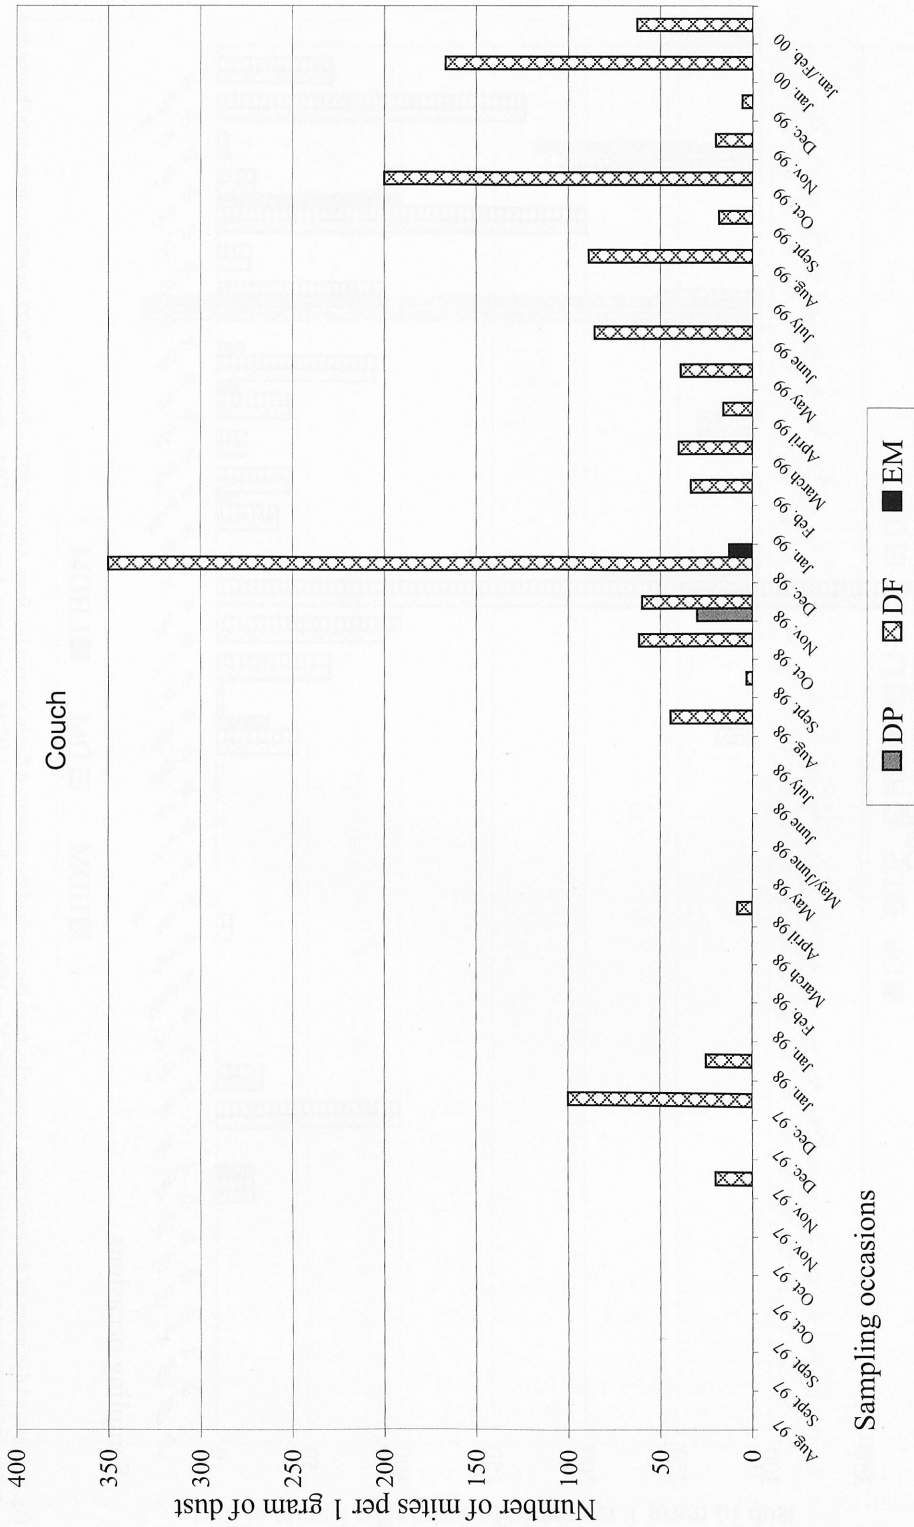 Couch
Number of mites per 1 gram of dust
400
350
300
250
200
150
100
50
0
Aug. 97
Sept. 97
Sept. 97
Oct. 97
Oct. 97
Nov. 97
Nov. 97
Dec. 97
Dec. 97
Jan. 98
Jan. 98
Feb. 98
March 98
April 98
May 98
May/June 98
June 98
July 98
Aug. 98
Sept. 98
Oct. 98
Nov. 98
Dec. 98
Jan. 99
Feb. 99
March 99
April 99
May 99
June 99
July 99
Aug. 99
Sept. 99
Oct. 99
Nov. 99
Dec. 99
Jan. 00
Jan./Feb. 00
Sampling occasions
DP DF EM